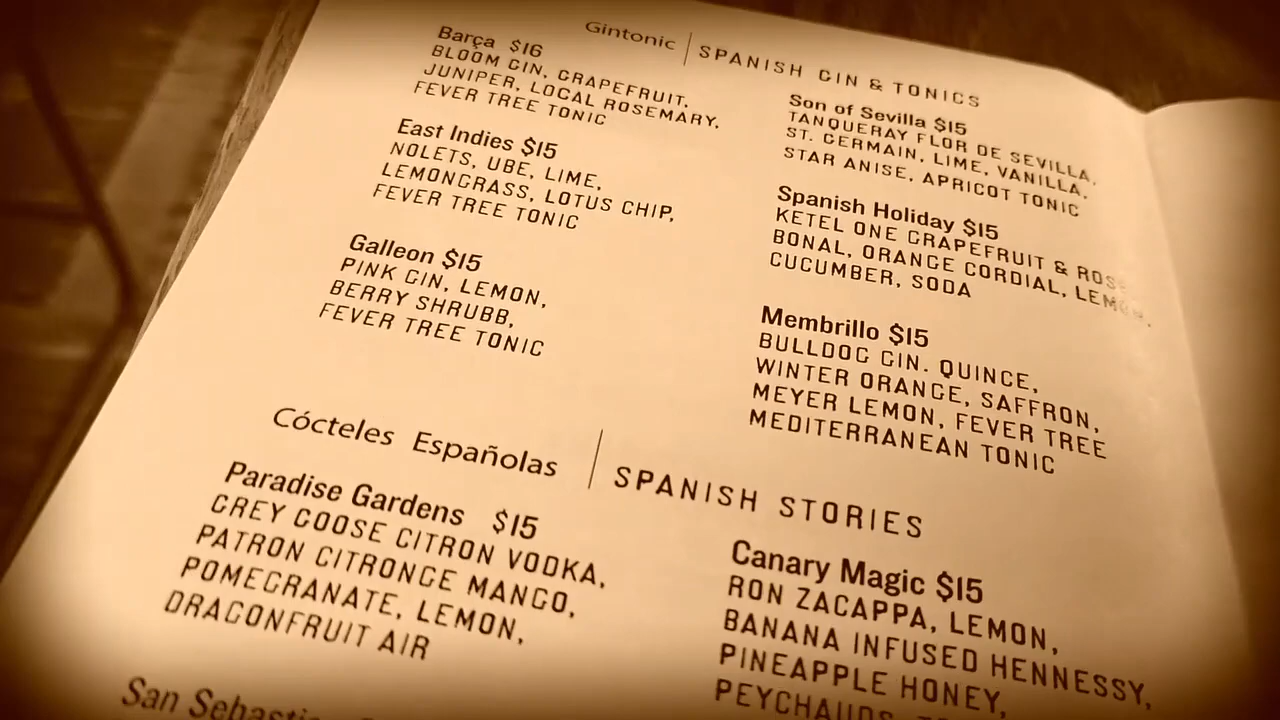 Gintonic | SPANISH GIN & TONICS
Barça $16
BLOOM GIN, GRAPEFRUIT,
JUNIPER, LOCAL ROSEMARY,
FEVER TREE TONIC
East Indies $15
NOLETS, UBE, LIME,
LEMONGRASS, LOTUS CHIP,
FEVER TREE TONIC
Galleon $15
PINK GIN, LEMON,
BERRY SHRUBB,
FEVER TREE TONIC
Son of Sevilla $15
TANQUERAY FLOR DE SEVILLA,
ST. GERMAIN, LIME, VANILLA,
STAR ANISE, APRICOT TONIC
Spanish Holiday $15
KETEL ONE GRAPEFRUIT & ROSE
BONAL, ORANGE CORDIAL, LEMON,
CUCUMBER, SODA
Membrillo $15
BULLDOG GIN. QUINCE,
WINTER ORANGE, SAFFRON,
MEYER LEMON, FEVER TREE
MEDITERRANEAN TONIC
Cócteles Españolas | SPANISH STORIES
Paradise Gardens $15
GREY GOOSE CITRON VODKA,
PATRON CITRONGE MANGO,
POMEGRANATE, LEMON,
DRAGONFRUIT AIR
San
Canary Magic $15
RON ZACAPPA, LEMON,
BANANA INFUSED HENNESSY,
PINEAPPLE HONEY,
PEYCHAUDS,